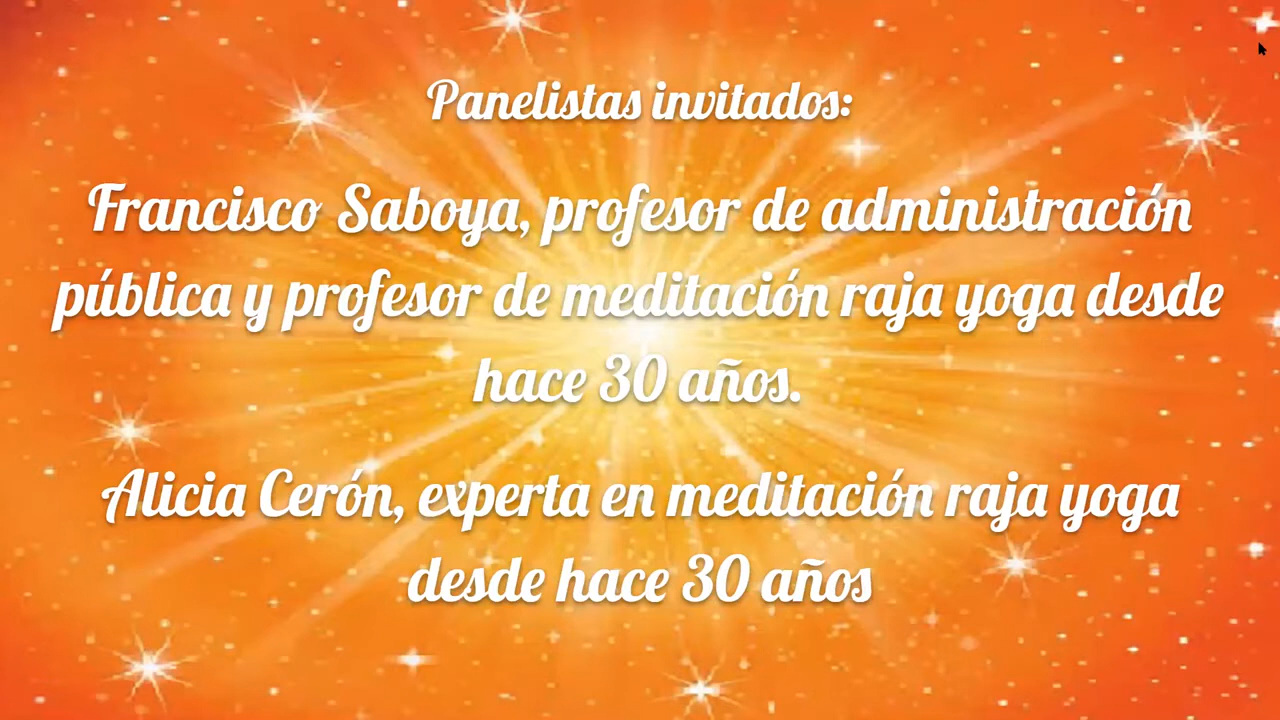 Panelistas invitados:
Francisco Saboya, profesor de administración
pública y profesor de meditación raja yoga desde
hace 30 años.
Alicia Cerón, experta en meditación raja yoga
desde hace 30 años